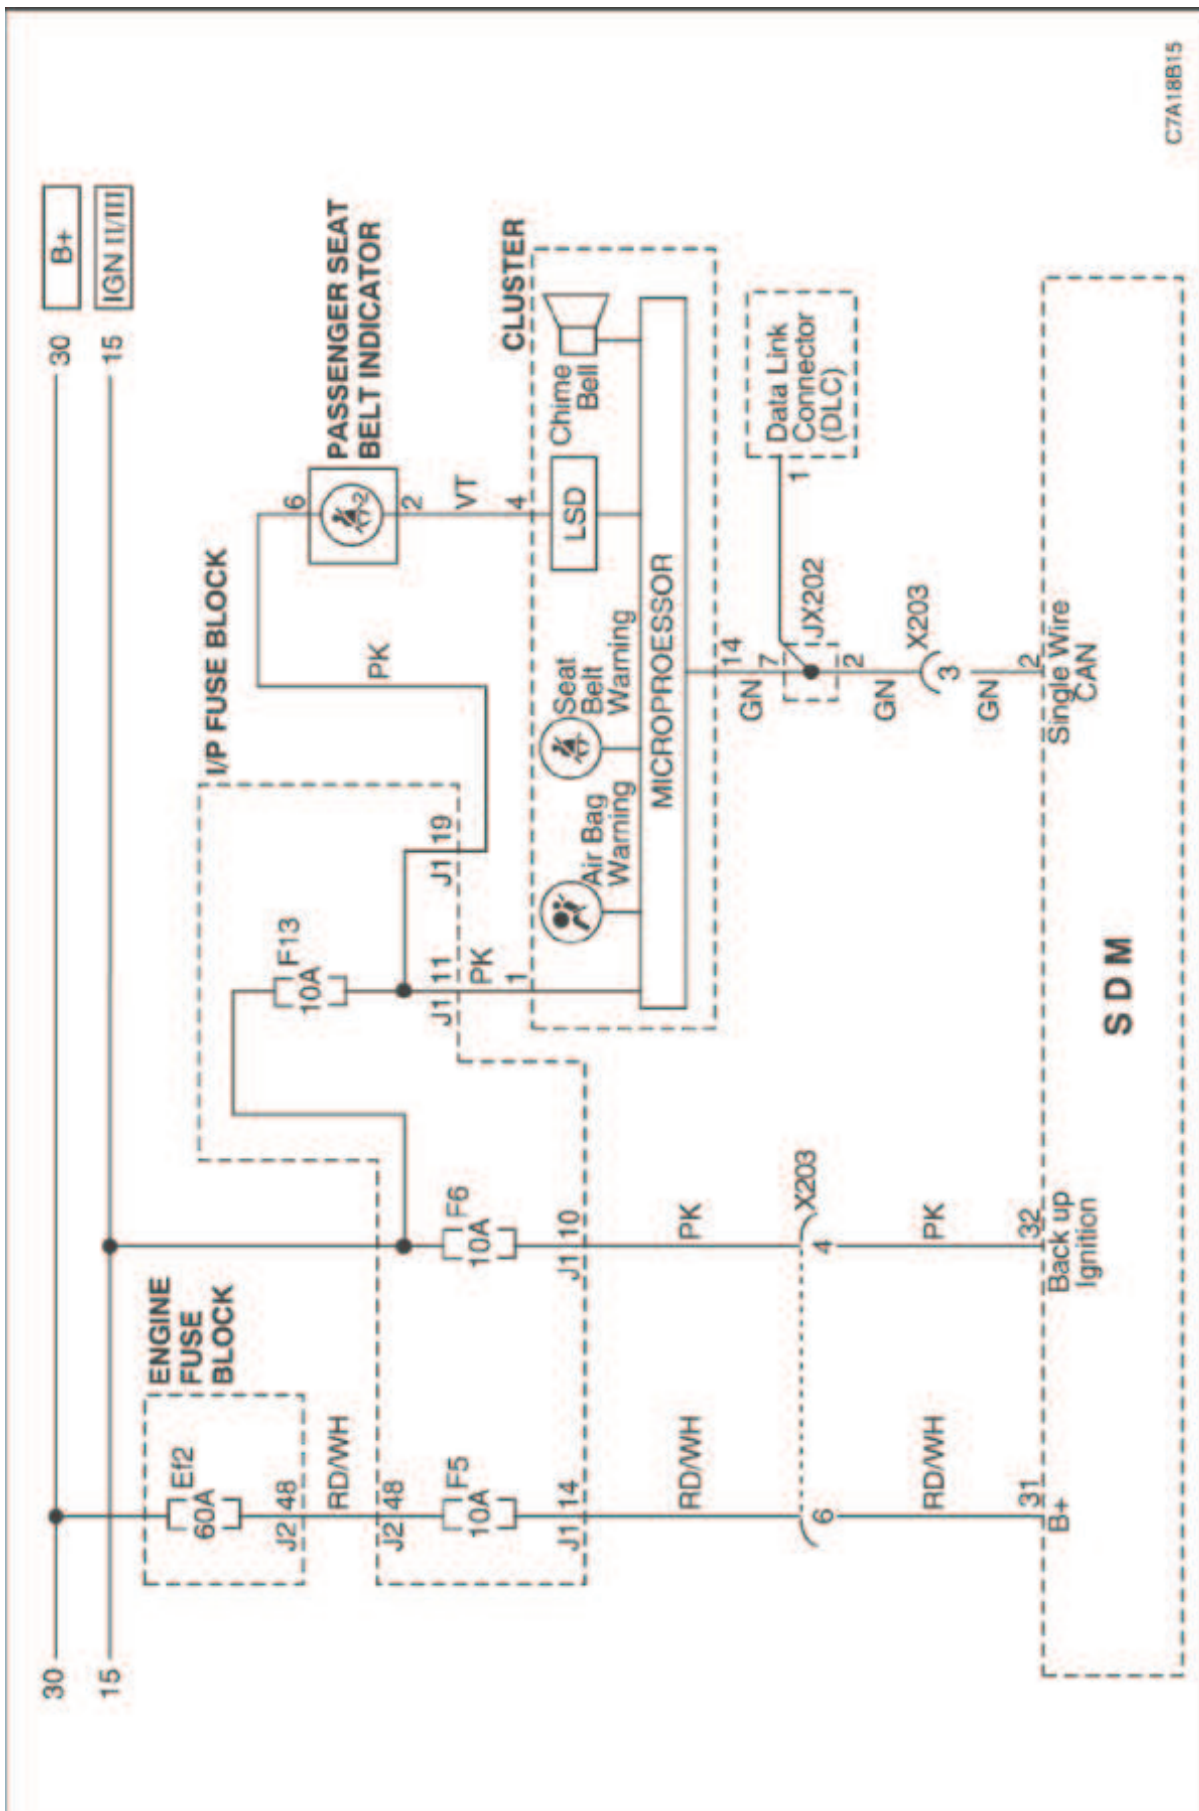 30
30
B+
15
15
IGN II/III
ENGINE
FUSE
BLOCK
Ef2
60A
J2 48
RD/WH
I/P FUSE BLOCK
J2 48
F5
10A
J1 14
F6
10A
J1 10
F13
10A
J1 11
J1 19
PK
PK
1
PASSENGER SEAT
BELT INDICATOR
6
2
2
VT
4
CLUSTER
Air Bag
Warning
Seat
Belt
Warning
LSD
Chime
Bell
MICROPROESSOR
14
GN
7
JX202
2
Data Link
Connector
(DLC)
1
RD/WH
PK
GN
X203
X203
6
4
3
RD/WH
PK
GN
31
32
2
B+
Back up
Ignition
Single Wire
CAN
SDM
C7A18B15